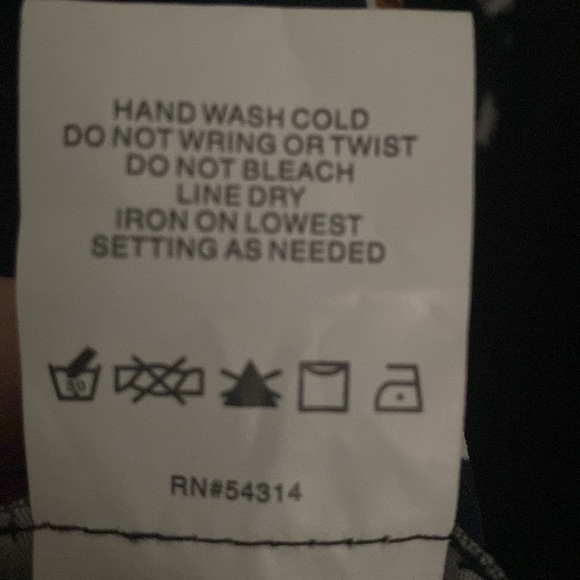 HAND WASH COLD
DO NOT WRING OR TWIST
DO NOT BLEACH
LINE DRY
IRON ON LOWEST
SETTING AS NEEDED
30
RN#54314